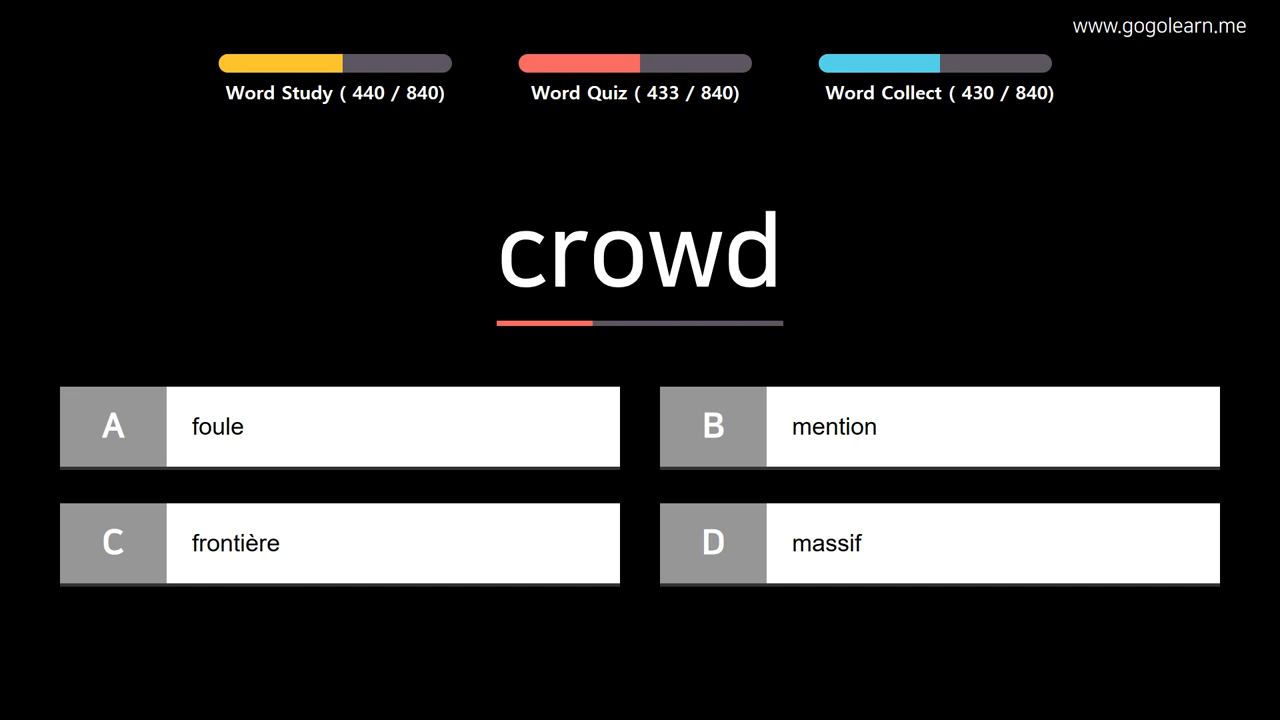 www.gogolearn.me
Word Study ( 440 / 840)
Word Quiz ( 433 / 840)
Word Collect ( 430 / 840)
crowd
A foule
B mention
C frontière
D massif